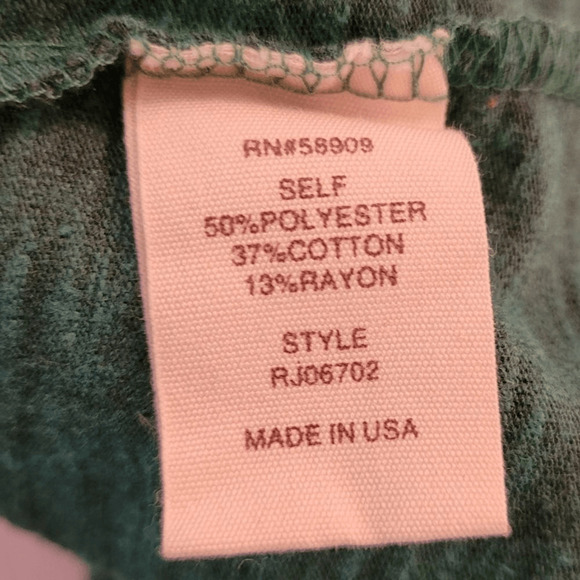 RN#58909
SELF
50%POLYESTER
37%COTTON
13%RAYON
STYLE
RJ06702
MADE IN USA